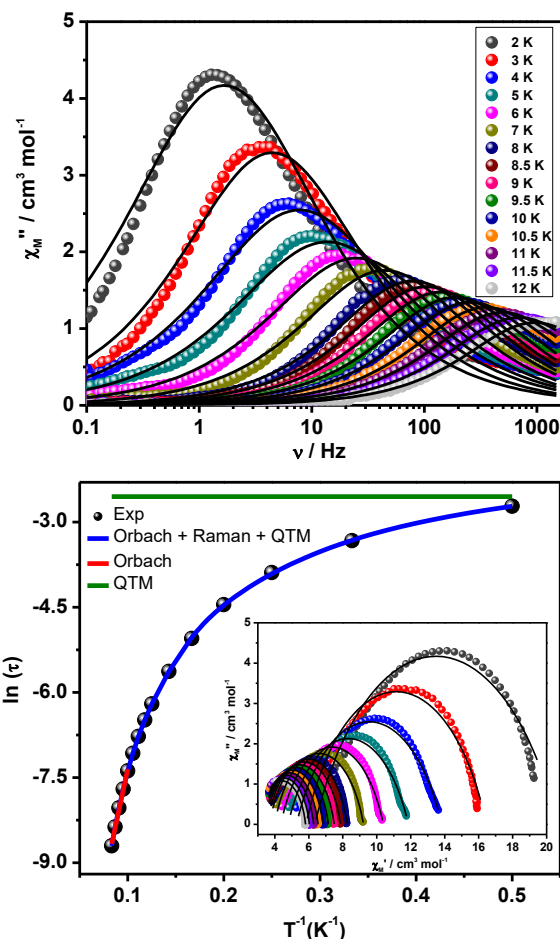 5
4
3
2
1
0
χM'' / cm³ mol⁻¹
0.1
1
10
100
1000
ν / Hz
2 K
3 K
4 K
5 K
6 K
7 K
8 K
8.5 K
9 K
9.5 K
10 K
10.5 K
11 K
11.5 K
12 K
-3.0
-4.5
-6.0
-7.5
-9.0
ln (τ)
Exp
Orbach + Raman + QTM
Orbach
QTM
5
4
3
2
1
0
χM'' / cm³ mol⁻¹
4
6
8
10
12
14
16
18
20
χM' / cm³ mol⁻¹
0.1
0.2
0.3
0.4
0.5
T⁻¹(K⁻¹)